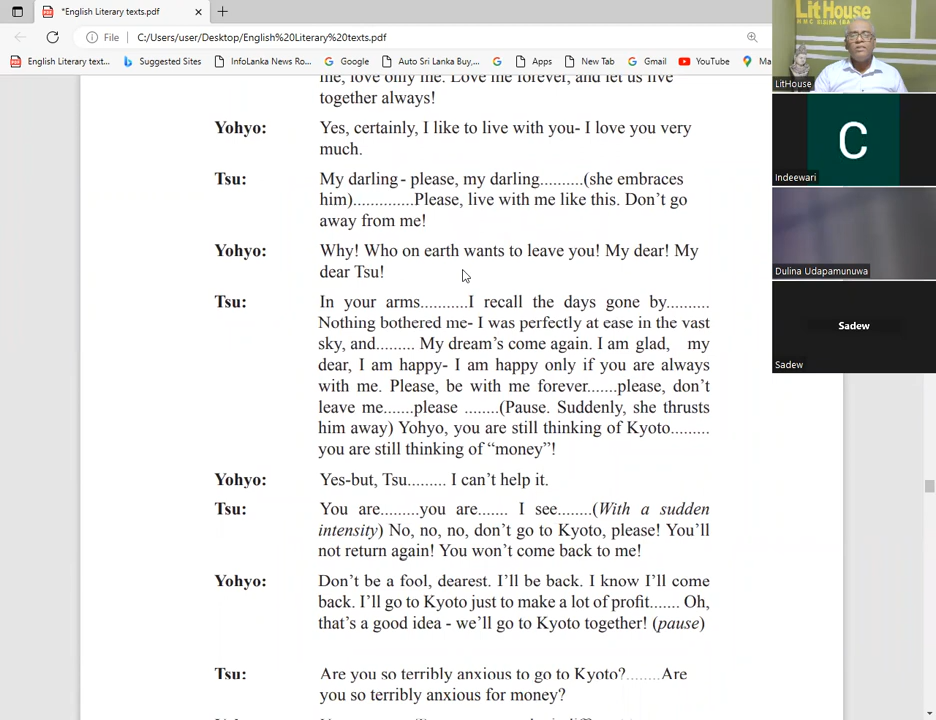 *English Literary texts.pdf
File
C:/Users/user/Desktop/English%20Literary%20texts.pdf
English Literary text...
Suggested Sites
InfoLanka News Ro...
Google
Auto Sri Lanka Buy,...
Apps
New Tab
Gmail
YouTube
Ma
me, love only me. Love me forever, and let us live
together always!
Yohyo: Yes, certainly, I like to live with you- I love you very
much.
Tsu: My darling - please, my darling..........(she embraces
him)..............Please, live with me like this. Don't go
away from me!
Yohyo: Why! Who on earth wants to leave you! My dear! My
dear Tsu!
Tsu: In your arms..........I recall the days gone by.........
Nothing bothered me- I was perfectly at ease in the vast
sky, and......... My dream's come again. I am glad, my
dear, I am happy- I am happy only if you are always
with me. Please, be with me forever.......please, don't
leave me.......please ........(Pause. Suddenly, she thrusts
him away) Yohyo, you are still thinking of Kyoto.........
you are still thinking of "money"!
Yohyo: Yes-but, Tsu......... I can't help it.
Tsu: You are.........you are....... I see........(With a sudden
intensity) No, no, no, don't go to Kyoto, please! You'll
not return again! You won't come back to me!
Yohyo: Don't be a fool, dearest. I'll be back. I know I'll come
back. I'll go to Kyoto just to make a lot of profit....... Oh,
that's a good idea - we'll go to Kyoto together! (pause)
Tsu: Are you so terribly anxious to go to Kyoto?........Are
you so terribly anxious for money?
LitHouse
LitHouse
C
Indeewari
Dulina Udapamunuwa
Sadew
Sadew